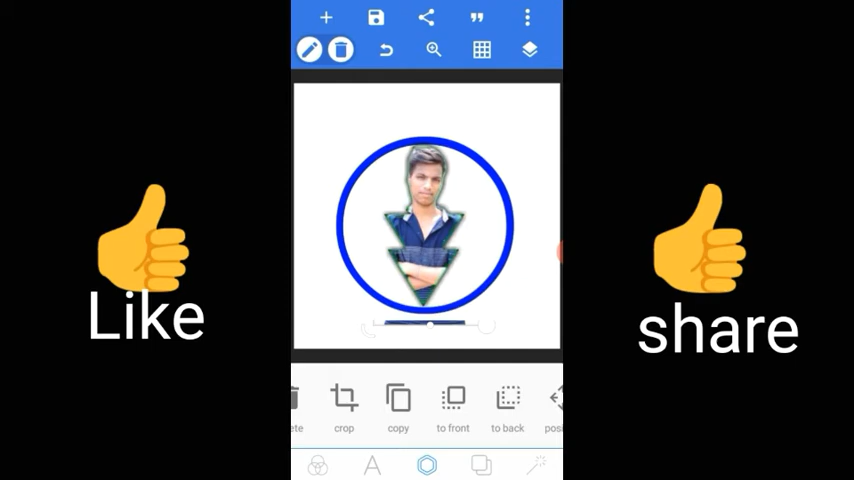 Like
share
ete
crop
copy
to front
to back
posi